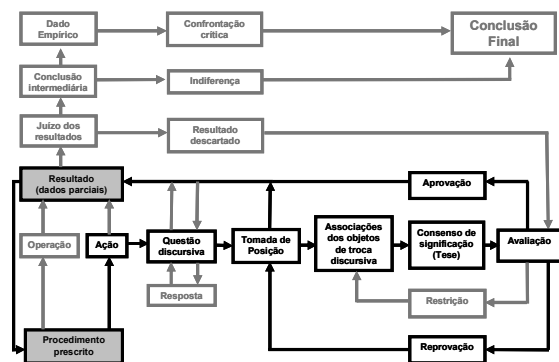 Dado
Empírico
Confrontação
crítica
Conclusão
Final
Conclusão
intermediária
Indiferença
Juízo dos
resultados
Resultado
descartado
Resultado
(dados parciais)
Aprovação
Operação
Ação
Questão
discursiva
Tomada de
Posição
Associações
dos objetos
de troca
discursiva
Consenso de
significação
(Tese)
Avaliação
Resposta
Restrição
Procedimento
prescrito
Reprovação